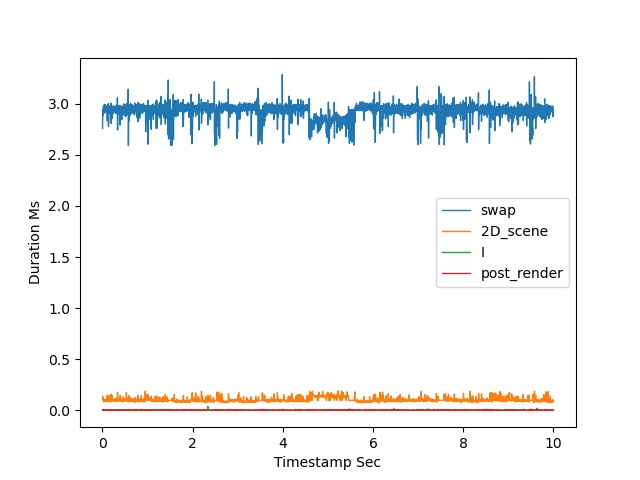 3.0
2.5
2.0
1.5
1.0
0.5
0.0
Duration Ms
swap
2D_scene
I
post_render
0
2
4
6
8
10
Timestamp Sec